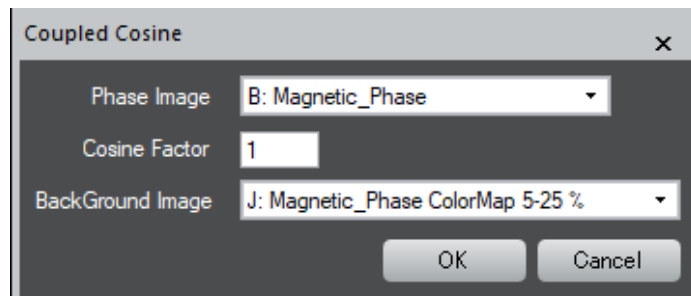 Coupled Cosine
Phase Image B: Magnetic_Phase
Cosine Factor 1
BackGround Image J: Magnetic_Phase ColorMap 5-25 %
OK Cancel